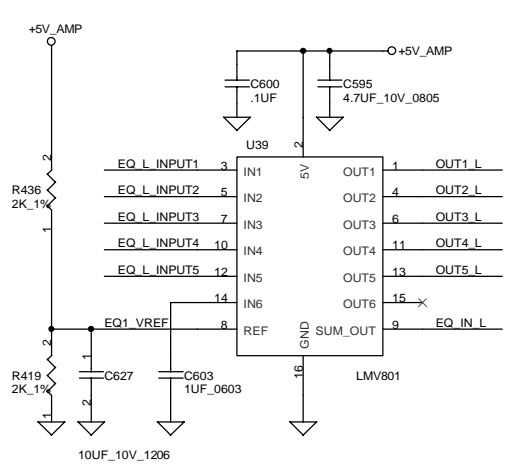 +5V_AMP
+5V_AMP
C600
.1UF
C595
4.7UF_10V_0805
2
U39
5V
EQ_L_INPUT1 3 IN1 OUT1 1 OUT1_L
2
EQ_L_INPUT2 5 IN2 OUT2 4 OUT2_L
R436
2K_1%
EQ_L_INPUT3 7 IN3 OUT3 6 OUT3_L
1
EQ_L_INPUT4 10 IN4 OUT4 11 OUT4_L
EQ_L_INPUT5 12 IN5 OUT5 13 OUT5_L
14 IN6 OUT6 15
EQ1_VREF 8 REF GND SUM_OUT 9 EQ_IN_L
2
1
16
R419
2K_1%
C627
C603
1UF_0603
LMV801
1
2
10UF_10V_1206